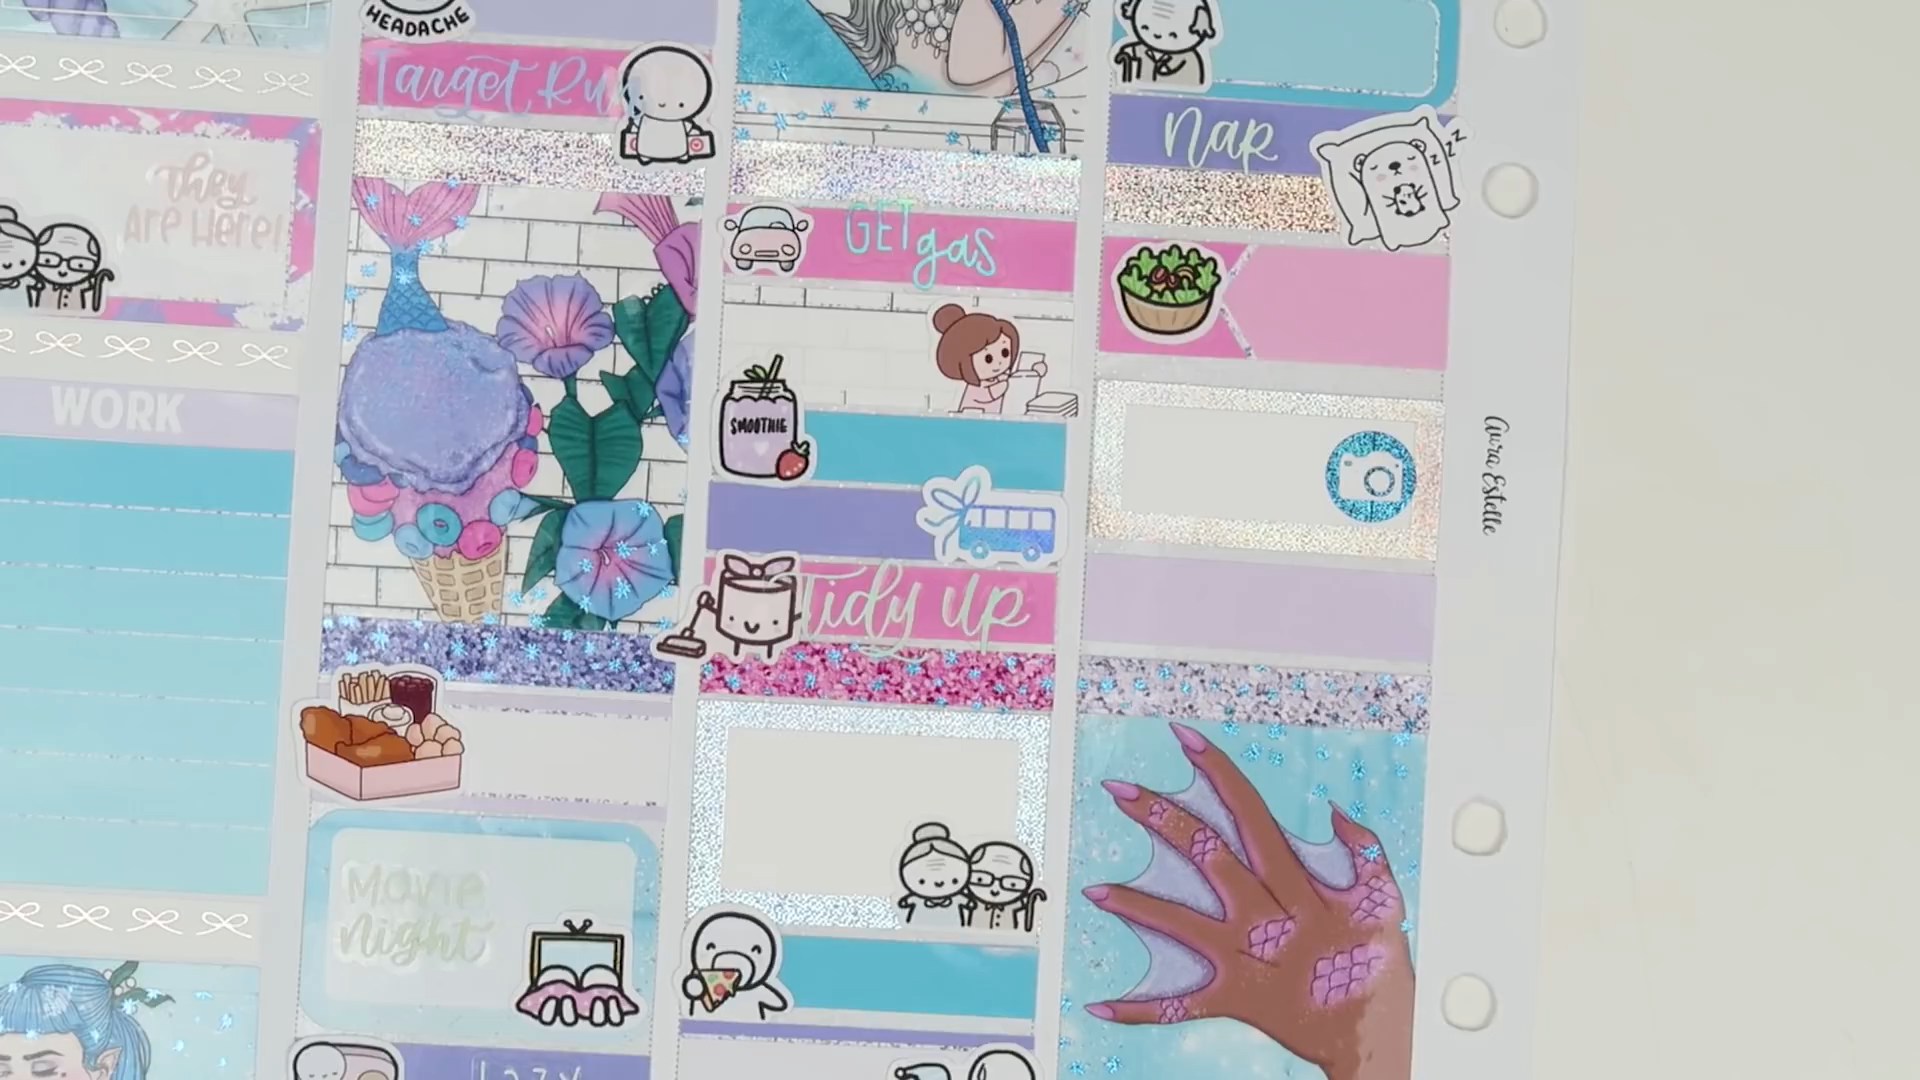 HEADACHE
Target Run
They
ARE HERE!
WORK
Movie
Night
GET gas
SMOOTHIE
Tidy Up
Nap
z z z
Aura Estelle